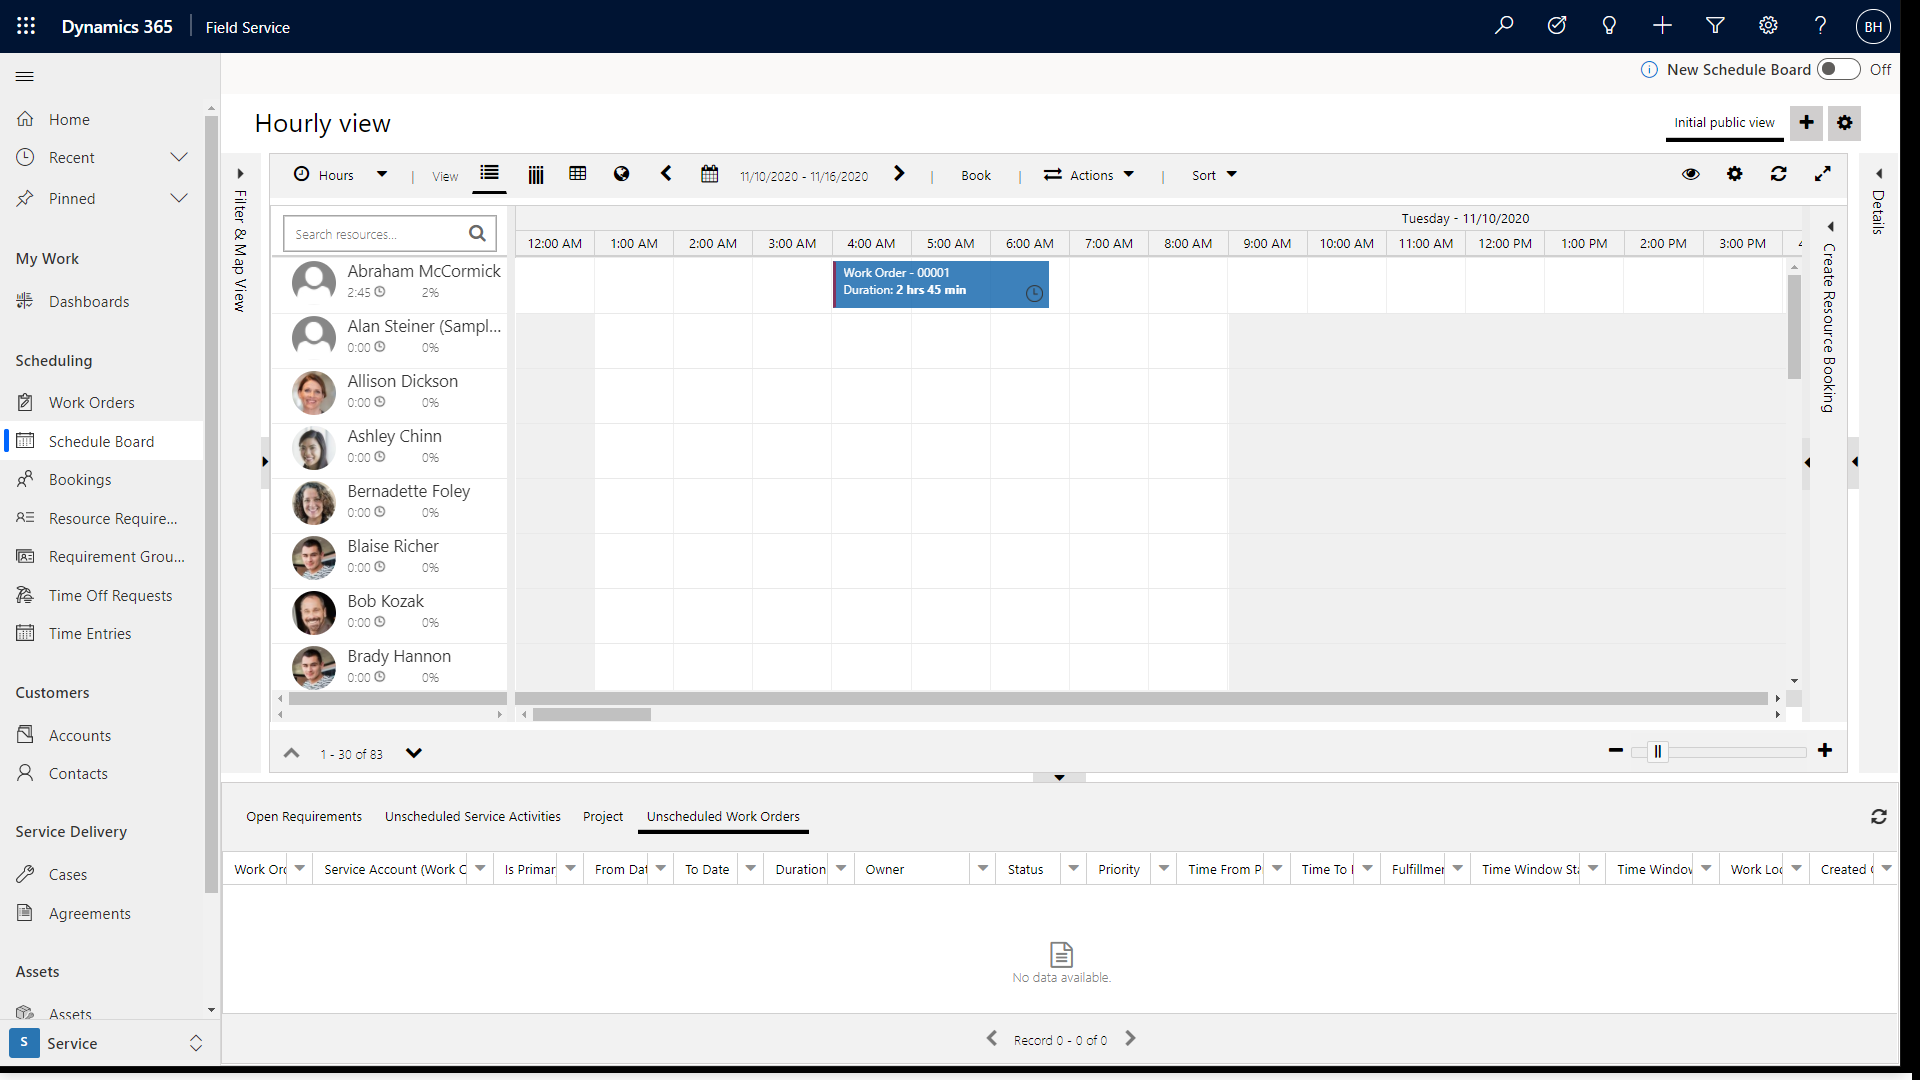 Dynamics 365
Field Service
BH
New Schedule Board Off
Home
Recent
Pinned
My Work
Dashboards
Scheduling
Work Orders
Schedule Board
Bookings
Resource Require...
Requirement Grou...
Time Off Requests
Time Entries
Customers
Accounts
Contacts
Service Delivery
Cases
Agreements
Assets
Assets
S Service
Hourly view
Initial public view
Filter & Map View
Hours | View 11/10/2020 - 11/16/2020 | Book | Actions | Sort
Details
Create Resource Booking
Search resources...
Tuesday - 11/10/2020
12:00 AM 1:00 AM 2:00 AM 3:00 AM 4:00 AM 5:00 AM 6:00 AM 7:00 AM 8:00 AM 9:00 AM 10:00 AM 11:00 AM 12:00 PM 1:00 PM 2:00 PM 3:00 PM 4
Abraham McCormick
2:45 2%
Work Order - 00001
Duration: 2 hrs 45 min
Alan Steiner (Sampl...
0:00 0%
Allison Dickson
0:00 0%
Ashley Chinn
0:00 0%
Bernadette Foley
0:00 0%
Blaise Richer
0:00 0%
Bob Kozak
0:00 0%
Brady Hannon
0:00 0%
1 - 30 of 83
Open Requirements Unscheduled Service Activities Project Unscheduled Work Orders
Work Orc Service Account (Work C Is Primar From Dat To Date Duration Owner Status Priority Time From P Time To Fulfillmer Time Window Sta Time Window Work Loc Created
No data available.
Record 0 - 0 of 0